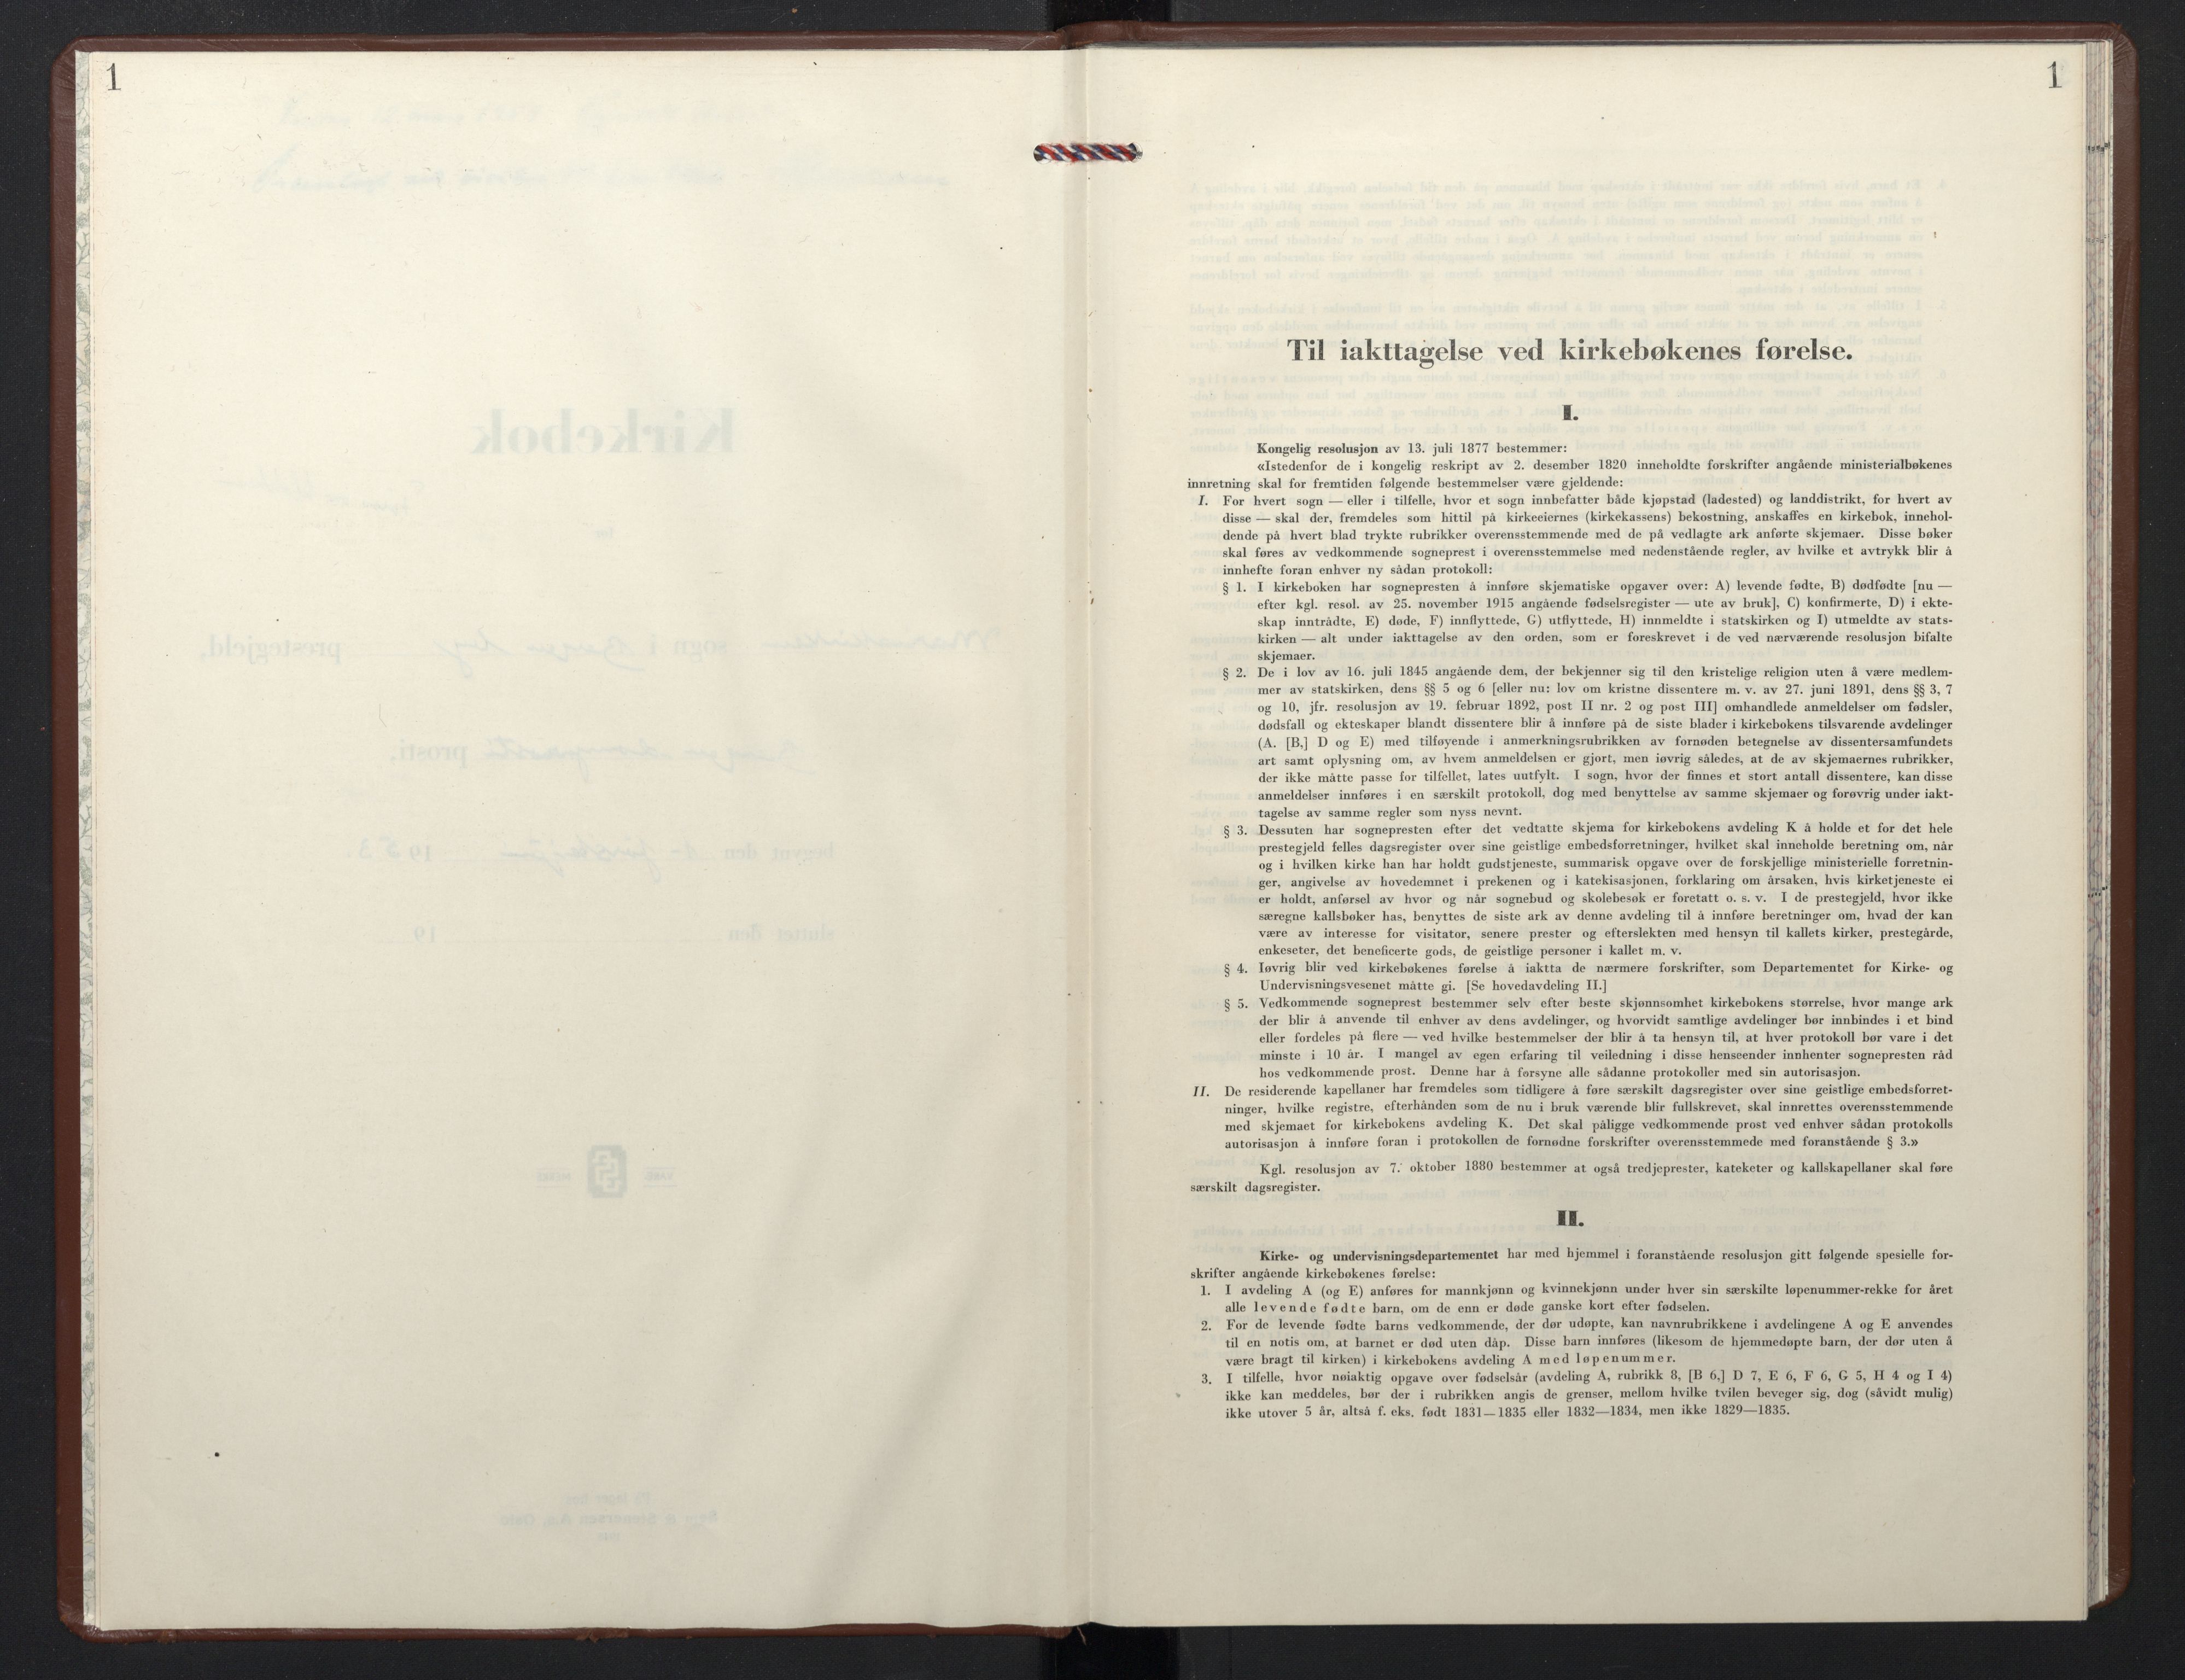 1
1
Til iakttagelse ved kirkebøkenes førelse.
I.
Kongelig resolusjon av 13. juli 1877 bestemmer:
«Istedenfor de i kongelig reskript av 2. desember 1820 inneholdte forskrifter angående ministerialbøkenes
innretning skal for fremtiden følgende bestemmelser være gjeldende:
I. For hvert sogn — eller i tilfelle, hvor et sogn innbefatter både kjøpstad (ladested) og landdistrikt, for hvert av
disse — skal der, fremdeles som hittil på kirkeeiernes (kirkekassens) bekostning, anskaffes en kirkebok, innehol-
dende på hvert blad trykte rubrikker overensstemmende med de på vedlagte ark anførte skjemaer. Disse bøker
skal føres av vedkommende sogneprest i overensstemmelse med nedenstående regler, av hvilke et avtrykk blir å
innhefte foran enhver ny sådan protokoll:
§ 1. I kirkeboken har sognepresten å innføre skjematiske opgaver over: A) levende fødte, B) dødfødte [nu —
efter kgl. resol. av 25. november 1915 angående fødselsregister — ute av bruk], C) konfirmerte, D) i ekte-
skap inntrådte, E) døde, F) innflyttede, G) utflyttede, H) innmeldte i statskirken og I) utmeldte av stats-
kirken — alt under iakttagelse av den orden, som er foreskrevet i de ved nærværende resolusjon bifalte
skjemaer.
§ 2. De i lov av 16. juli 1845 angående dem, der bekjenner sig til den kristelige religion uten å være medlem-
mer av statskirken, dens §§ 5 og 6 [eller nu: lov om kristne dissentere m. v. av 27. juni 1891, dens §§ 3, 7
og 10, jfr. resolusjon av 19. februar 1892, post II nr. 2 og post III] omhandlede anmeldelser om fødsler,
dødsfall og ekteskaper blandt dissentere blir å innføre på de siste blader i kirkebokens tilsvarende avdelinger
(A. [B,] D og E) med tilføyende i anmerkningsrubrikken av fornøden betegnelse av dissentersamfundets
art samt oplysning om, av hvem anmeldelsen er gjort, men iøvrig således, at de av skjemaernes rubrikker,
der ikke måtte passe for tilfellet, lates uutfylt. I sogn, hvor der finnes et stort antall dissentere, kan disse
anmeldelser innføres i en særskilt protokoll, dog med benyttelse av samme skjemaer og forøvrig under iakt-
tagelse av samme regler som nyss nevnt.
§ 3. Dessuten har sognepresten efter det vedtatte skjema for kirkebokens avdeling K å holde et for det hele
prestegjeld felles dagsregister over sine geistlige embedsforretninger, hvilket skal inneholde beretning om, når
og i hvilken kirke han har holdt gudstjeneste, summarisk opgave over de forskjellige ministerielle forretnin-
ger, angivelse av hovedemnet i prekenen og i katekisasjonen, forklaring om årsaken, hvis kirketjeneste ei
er holdt, anførsel av hvor og når sognebud og skolebesøk er foretatt o. s. v. I de prestegjeld, hvor ikke
særegne kallsbøker has, benyttes de siste ark av denne avdeling til å innføre beretninger om, hvad der kan
være av interesse for visitator, senere prester og efterslekten med hensyn til kallets kirker, prestegårde,
enkeseter, det beneficerte gods, de geistlige personer i kallet m. v.
§ 4. Iøvrig blir ved kirkebøkenes førelse å iaktta de nærmere forskrifter, som Departementet for Kirke- og
Undervisningsvesenet måtte gi. [Se hovedavdeling II.]
§ 5. Vedkommende sogneprest bestemmer selv efter beste skjønnsomhet kirkebokens størrelse, hvor mange ark
der blir å anvende til enhver av dens avdelinger, og hvorvidt samtlige avdelinger bør innbindes i et bind
eller fordeles på flere — ved hvilke bestemmelser der blir å ta hensyn til, at hver protokoll bør vare i det
minste i 10 år. I mangel av egen erfaring til veiledning i disse henseender innhenter sognepresten råd
hos vedkommende prost. Denne har å forsyne alle sådanne protokoller med sin autorisasjon.
II. De residerende kapellaner har fremdeles som tidligere å føre særskilt dagsregister over sine geistlige embedsforret-
ninger, hvilke registre, efterhånden som de nu i bruk værende blir fullskrevet, skal innrettes overensstemmende
med skjemaet for kirkebokens avdeling K. Det skal påligge vedkommende prost ved enhver sådan protokolls
autorisasjon å innføre foran i protokollen de fornødne forskrifter overensstemmede med foranstående § 3.»
Kgl. resolusjon av 7. oktober 1880 bestemmer at også tredjeprester, kateketer og kallskapellaner skal føre
særskilt dagsregister.
II.
Kirke- og undervisningsdepartementet har med hjemmel i foranstående resolusjon gitt følgende spesielle for-
skrifter angående kirkebøkenes førelse:
1. I avdeling A (og E) anføres for mannkjønn og kvinnekjønn under hver sin særskilte løpenummer-rekke for året
alle levende fødte barn, om de enn er døde ganske kort efter fødselen.
2. For de levende fødte barns vedkommende, der dør udøpte, kan navnrubrikkene i avdelingene A og E anvendes
til en notis om, at barnet er død uten dåp. Disse barn innføres (likesom de hjemmedøpte barn, der dør uten å
være bragt til kirken) i kirkebokens avdeling A med løpenummer.
3. I tilfelle, hvor nøiaktig opgave over fødselsår (avdeling A, rubrikk 8, [B 6,] D 7, E 6, F 6, G 5, H 4 og I 4)
ikke kan meddeles, bør der i rubrikken angis de grenser, mellom hvilke tvilen beveger sig, dog (såvidt mulig)
ikke utover 5 år, altså f. eks. født 1831—1835 eller 1832—1834, men ikke 1829—1835.